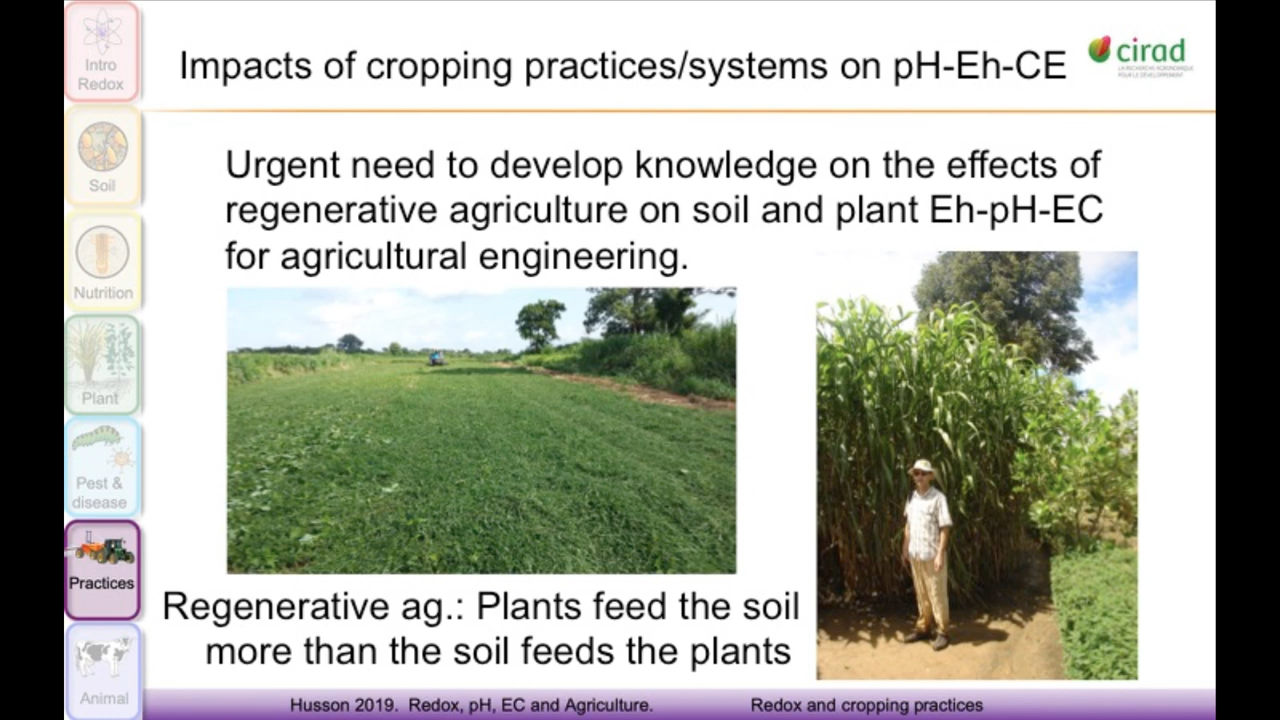 Intro
Redox
Soil
Nutrition
Plant
Pest &
disease
Practices
Animal
Impacts of cropping practices/systems on pH-Eh-CE
cirad
LA RECHERCHE AGRONOMIQUE
POUR LE DÉVELOPPEMENT
Urgent need to develop knowledge on the effects of
regenerative agriculture on soil and plant Eh-pH-EC
for agricultural engineering.
Regenerative ag.: Plants feed the soil
more than the soil feeds the plants
Husson 2019. Redox, pH, EC and Agriculture. Redox and cropping practices